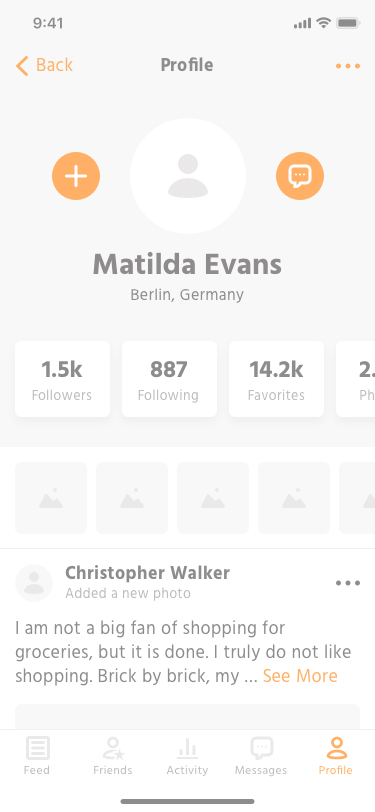 9:41
Back
Profile
Matilda Evans
Berlin, Germany
1.5k
Followers
887
Following
14.2k
Favorites
2.
Ph
Christopher Walker
Added a new photo
I am not a big fan of shopping for
groceries, but it is done. I truly do not like
shopping. Brick by brick, my ... See More
Feed
Friends
Activity
Messages
Profile